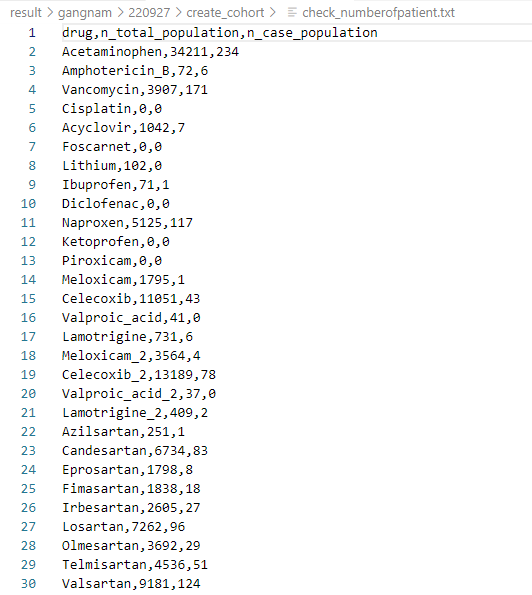 result > gangnam > 220927 > create_cohort > check_numberofpatient.txt
1 drug,n_total_population,n_case_population
2 Acetaminophen,34211,234
3 Amphotericin_B,72,6
4 Vancomycin,3907,171
5 Cisplatin,0,0
6 Acyclovir,1042,7
7 Foscarnet,0,0
8 Lithium,102,0
9 Ibuprofen,71,1
10 Diclofenac,0,0
11 Naproxen,5125,117
12 Ketoprofen,0,0
13 Piroxicam,0,0
14 Meloxicam,1795,1
15 Celecoxib,11051,43
16 Valproic_acid,41,0
17 Lamotrigine,731,6
18 Meloxicam_2,3564,4
19 Celecoxib_2,13189,78
20 Valproic_acid_2,37,0
21 Lamotrigine_2,409,2
22 Azilsartan,251,1
23 Candesartan,6734,83
24 Eprosartan,1798,8
25 Fimasartan,1838,18
26 Irbesartan,2605,27
27 Losartan,7262,96
28 Olmesartan,3692,29
29 Telmisartan,4536,51
30 Valsartan,9181,124